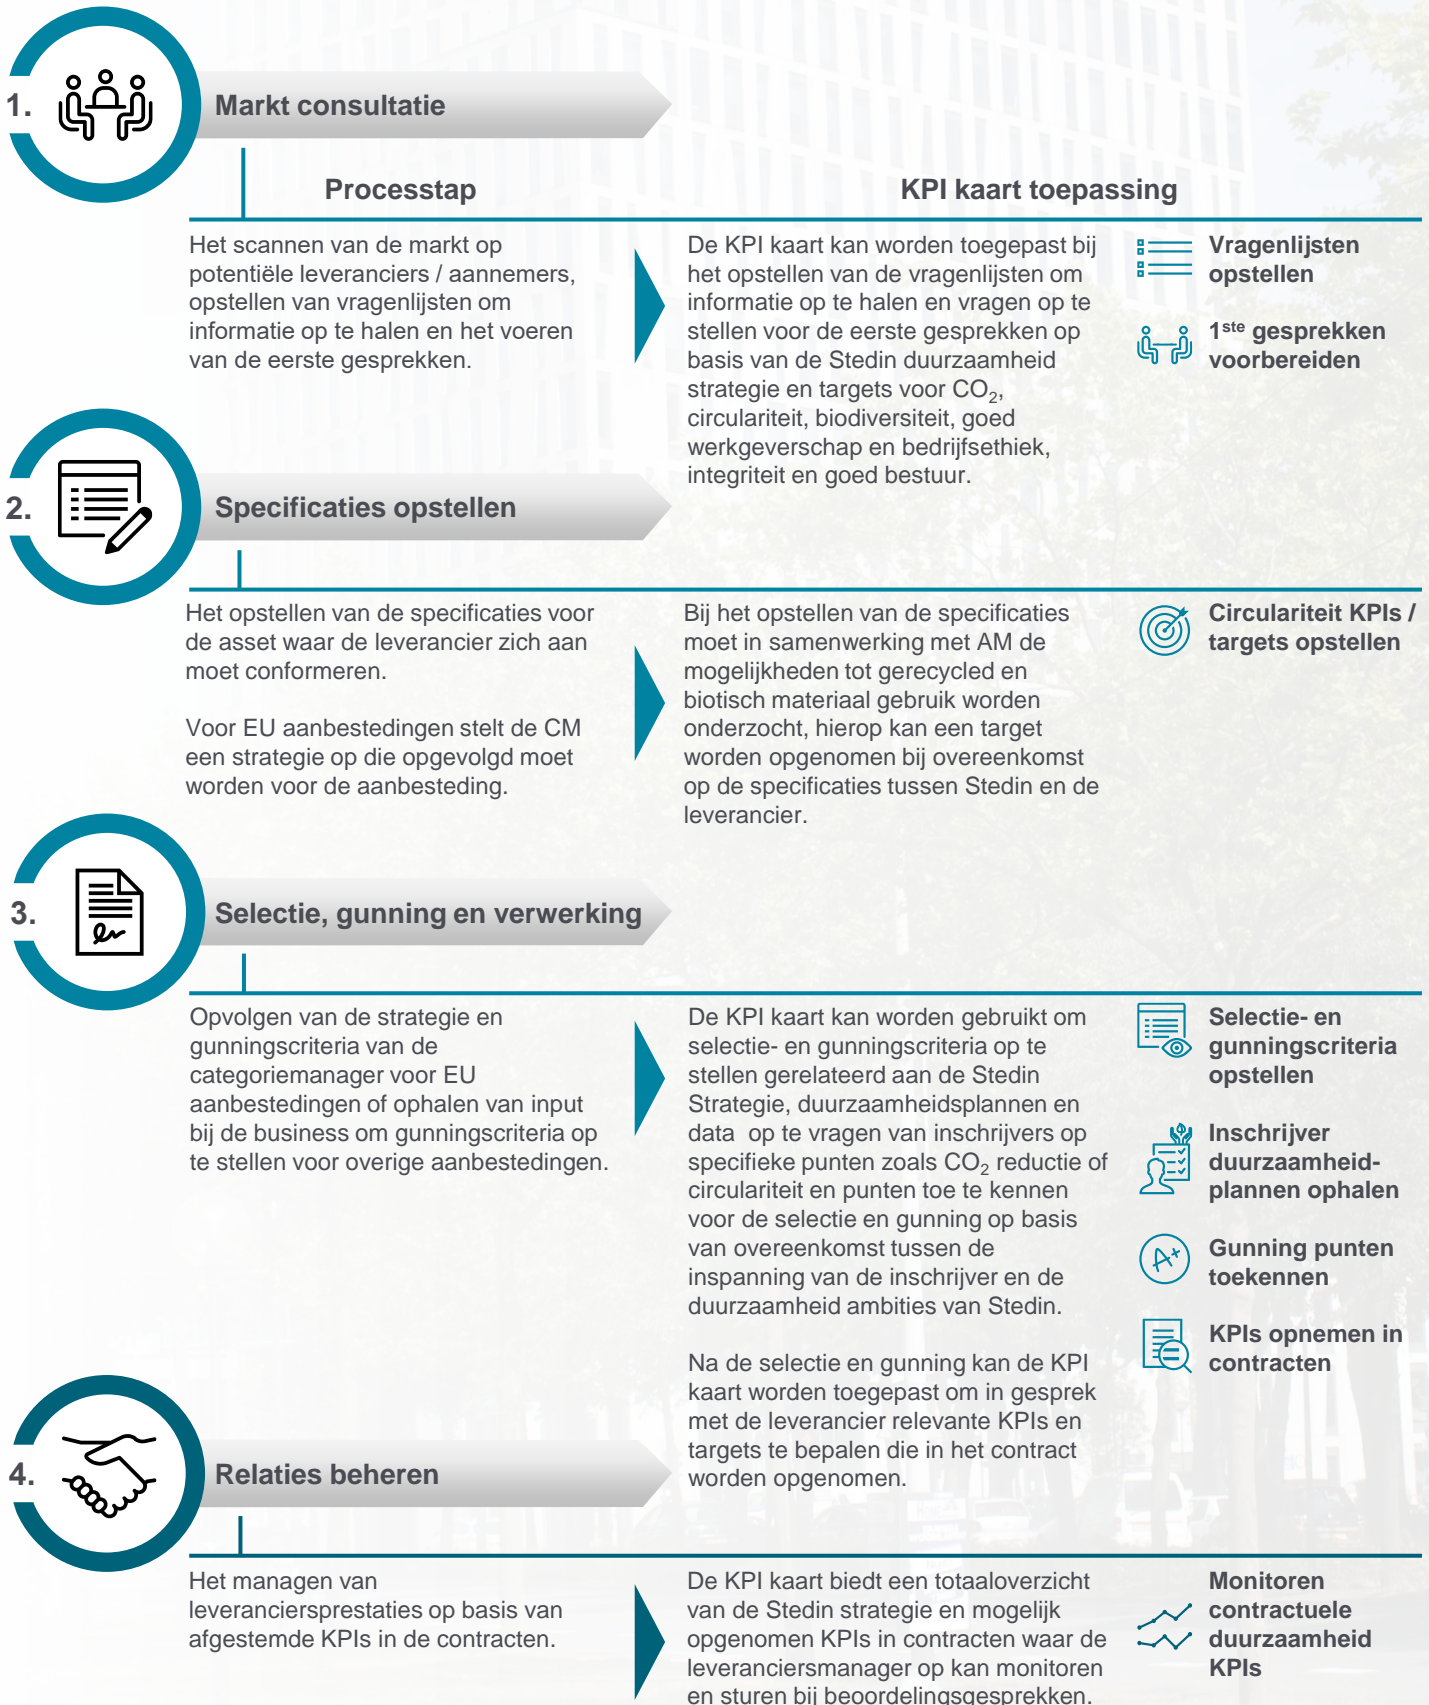 1.
Markt consultatie
Processtap
KPI kaart toepassing
Het scannen van de markt op
potentiële leveranciers / aannemers,
opstellen van vragenlijsten om
informatie op te halen en het voeren
van de eerste gesprekken.
De KPI kaart kan worden toegepast bij
het opstellen van de vragenlijsten om
informatie op te halen en vragen op te
stellen voor de eerste gesprekken op
basis van de Stedin duurzaamheid
strategie en targets voor CO₂,
circulariteit, biodiversiteit, goed
werkgeverschap en bedrijfsethiek,
integriteit en goed bestuur.
Vragenlijsten
opstellen
1ste gesprekken
voorbereiden
2.
Specificaties opstellen
Het opstellen van de specificaties voor
de asset waar de leverancier zich aan
moet conformeren.
Voor EU aanbestedingen stelt de CM
een strategie op die opgevolgd moet
worden voor de aanbesteding.
Bij het opstellen van de specificaties
moet in samenwerking met AM de
mogelijkheden tot gerecycled en
biotisch materiaal gebruik worden
onderzocht, hierop kan een target
worden opgenomen bij overeenkomst
op de specificaties tussen Stedin en de
leverancier.
Circulariteit KPIs /
targets opstellen
3.
Selectie, gunning en verwerking
Opvolgen van de strategie en
gunningscriteria van de
categoriemanager voor EU
aanbestedingen of ophalen van input
bij de business om gunningscriteria op
te stellen voor overige aanbestedingen.
De KPI kaart kan worden gebruikt om
selectie- en gunningscriteria op te
stellen gerelateerd aan de Stedin
Strategie, duurzaamheidsplannen en
data  op te vragen van inschrijvers op
specifieke punten zoals CO₂ reductie of
circulariteit en punten toe te kennen
voor de selectie en gunning op basis
van overeenkomst tussen de
inspanning van de inschrijver en de
duurzaamheid ambities van Stedin.
Na de selectie en gunning kan de KPI
kaart worden toegepast om in gesprek
met de leverancier relevante KPIs en
targets te bepalen die in het contract
worden opgenomen.
Selectie- en
gunningscriteria
opstellen
Inschrijver
duurzaamheid-
plannen ophalen
A+
Gunning punten
toekennen
KPIs opnemen in
contracten
4.
Relaties beheren
Het managen van
leveranciersprestaties op basis van
afgestemde KPIs in de contracten.
De KPI kaart biedt een totaaloverzicht
van de Stedin strategie en mogelijk
opgenomen KPIs in contracten waar de
leveranciersmanager op kan monitoren
en sturen bij beoordelingsgesprekken.
Monitoren
contractuele
duurzaamheid
KPIs